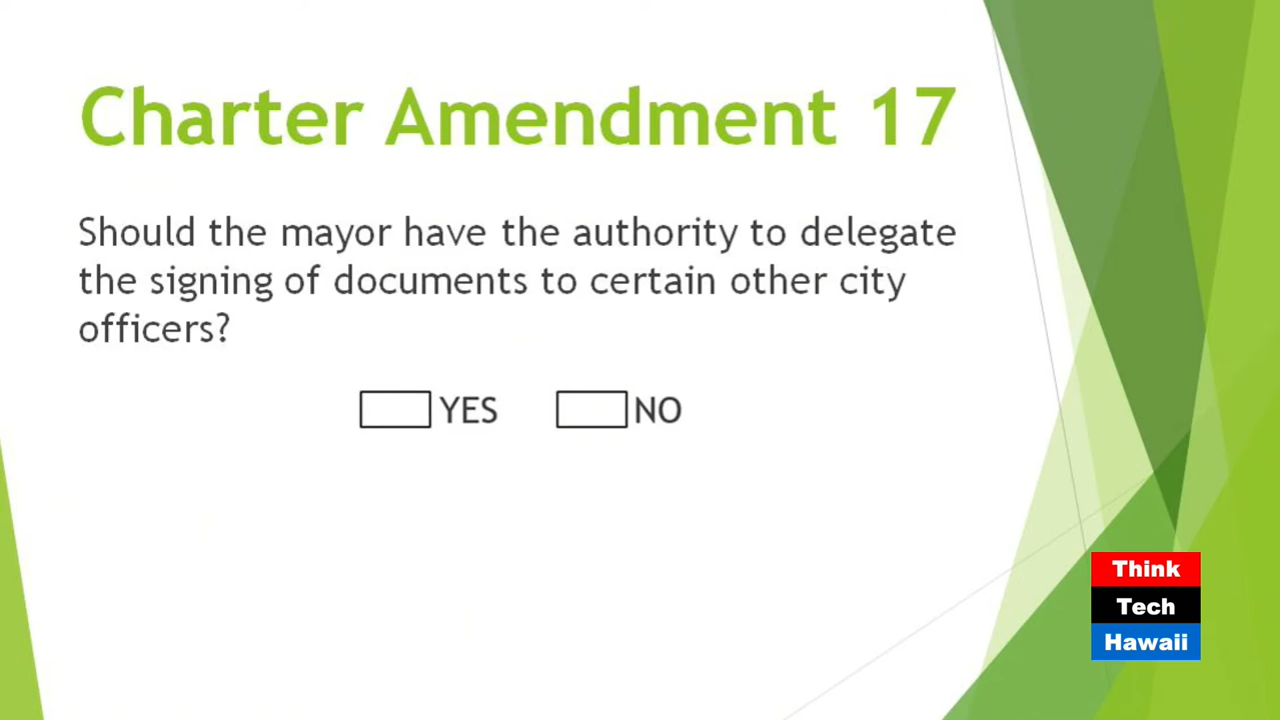 Charter Amendment 17
Should the mayor have the authority to delegate
the signing of documents to certain other city
officers?
YES NO
Think
Tech
Hawaii